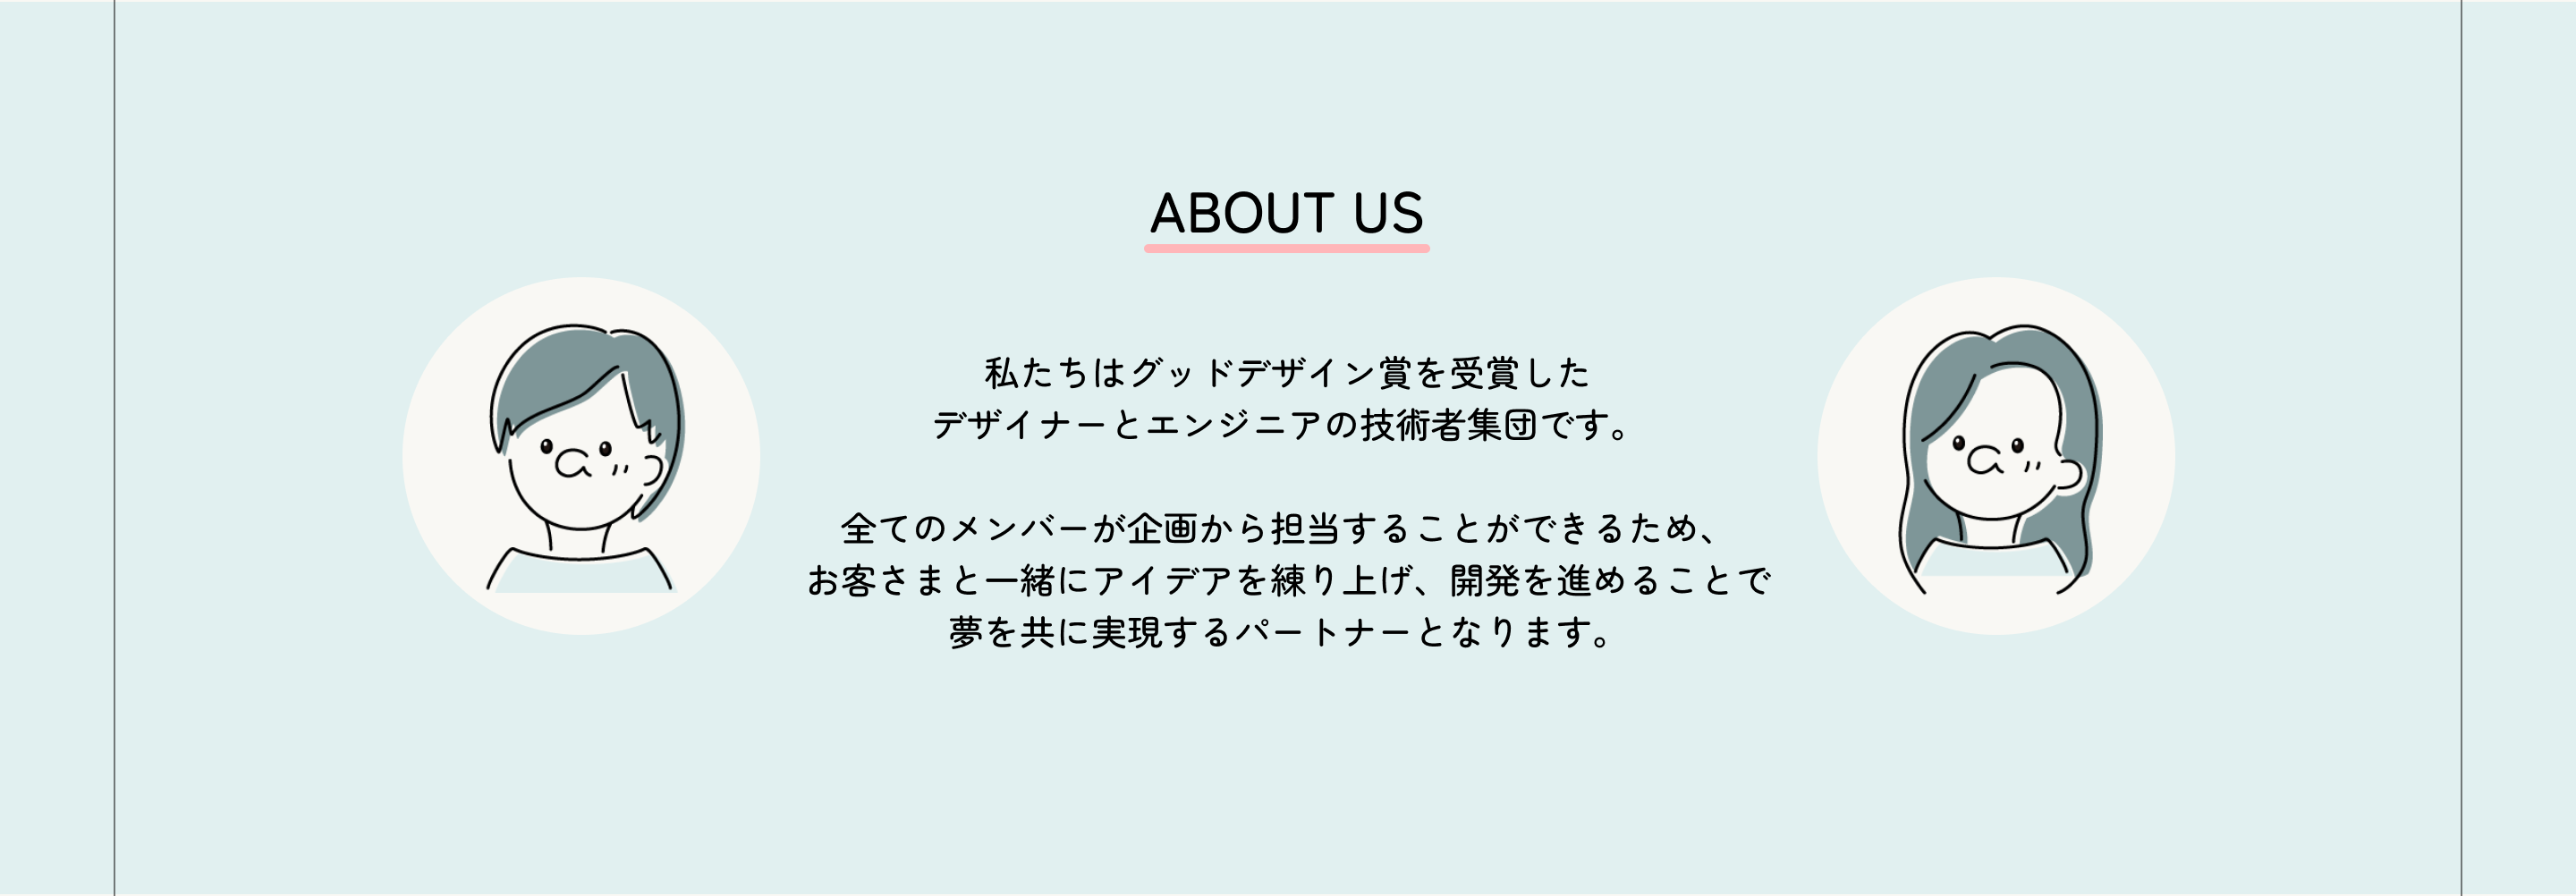 ABOUT US
私たちはグッドデザイン賞を受賞した
デザイナーとエンジニアの技術者集団です。
全てのメンバーが企画から担当することができるため、
お客さまと一緒にアイデアを練り上げ、開発を進めることで
夢を共に実現するパートナーとなります。